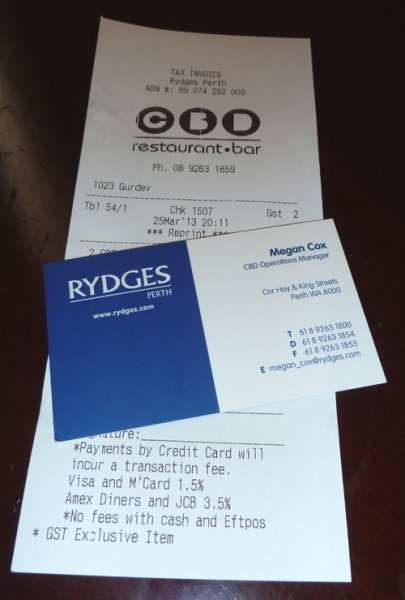 TAX INVOICE
Rydges Perth
ABN #: 89 074 282 009
CBD
restaurant•bar
Ph. 08 9263 1859
1023 Gurdev
Tbl 54/1 Chk 1507 Gst 2
25Mar'13 20:11
*** Reprint ***
RYDGES
PERTH
www.rydges.com
Megan Cox
CBD Operations Manager
Cnr Hay & King Streets
Perth WA 6000
T 61 8 9263 1800
D 61 8 9263 1854
F 61 8 9263 1855
E megan_cox@rydges.com
*Payments by Credit Card will
incur a transaction fee.
Visa and M'Card 1.5%
Amex Diners and JCB 3.5%
*No fees with cash and Eftpos
* GST Exclusive Item